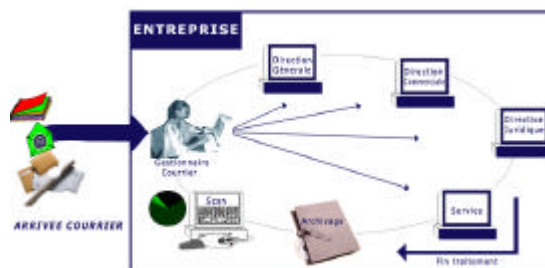 ENTREPRISE
Direction
Générale
Direction
Commerciale
Direction
Juridique
Gestionnaire
Courrier
Scan
Archivage
Service
ARRIVEE COURRIER
Fin traitement